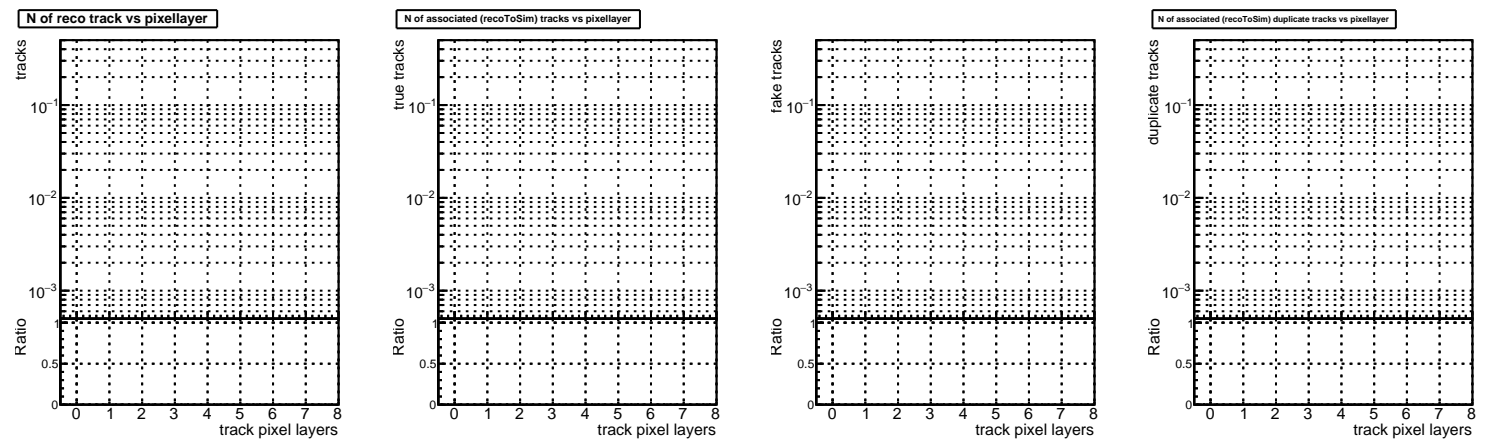 N of reco track vs pixellayer
tracks
10⁻¹
10⁻²
10⁻³
Ratio
1
0.5
0
0 1 2 3 4 5 6 7 8
track pixel layers
N of associated (recoToSim) tracks vs pixellayer
true tracks
10⁻¹
10⁻²
10⁻³
Ratio
1
0.5
0
0 1 2 3 4 5 6 7 8
track pixel layers
fake tracks
10⁻¹
10⁻²
10⁻³
Ratio
1
0.5
0
0 1 2 3 4 5 6 7 8
track pixel layers
N of associated (recoToSim) duplicate tracks vs pixellayer
duplicate tracks
10⁻¹
10⁻²
10⁻³
Ratio
1
0.5
0
0 1 2 3 4 5 6 7 8
track pixel layers